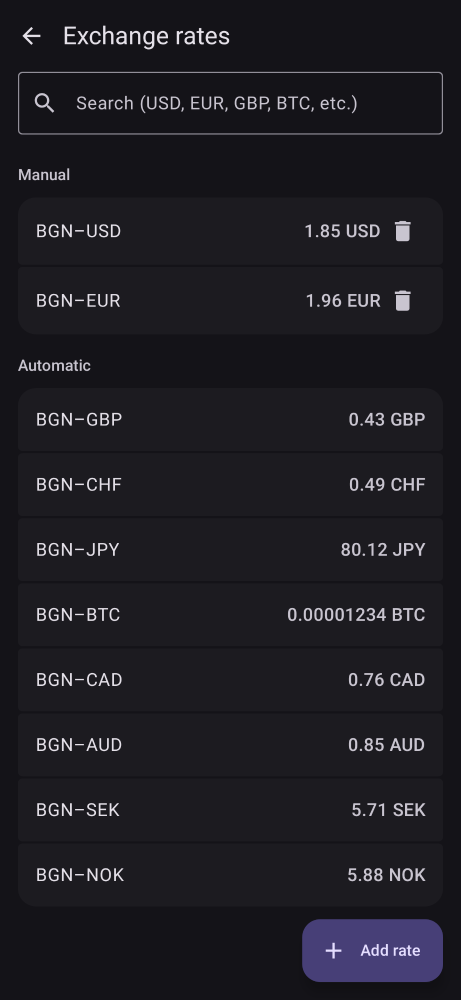 Exchange rates
Search (USD, EUR, GBP, BTC, etc.)
Manual
BGN–USD 1.85 USD
BGN–EUR 1.96 EUR
Automatic
BGN–GBP 0.43 GBP
BGN–CHF 0.49 CHF
BGN–JPY 80.12 JPY
BGN–BTC 0.00001234 BTC
BGN–CAD 0.76 CAD
BGN–AUD 0.85 AUD
BGN–SEK 5.71 SEK
BGN–NOK 5.88 NOK
Add rate